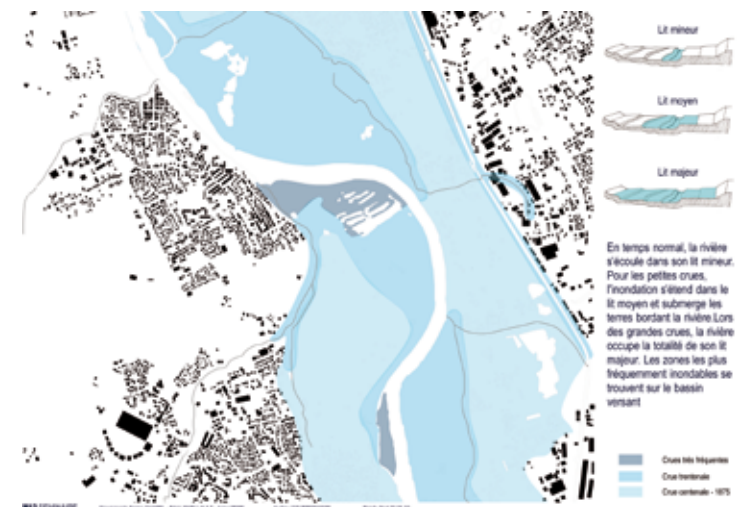 Lit mineur
Lit moyen
Lit majeur
En temps normal, la rivière
s'écoule dans son lit mineur.
Pour les petites crues,
l'inondation s'étend dans le
lit moyen et submerge les
terres bordant la rivière.Lors
des grandes crues, la rivière
occupe la totalité de son lit
majeur. Les zones les plus
fréquemment inondables se
trouvent sur le bassin
versant
Crues très fréquentes
Crue trentenale
Crue centenale - 1875